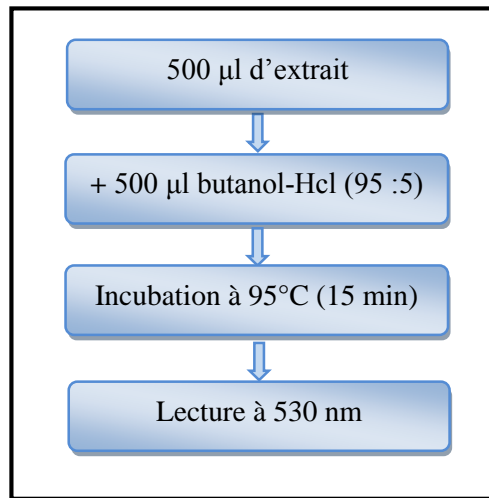 500 µl d’extrait
+ 500 µl butanol-Hcl (95 :5)
Incubation à 95°C (15 min)
Lecture à 530 nm